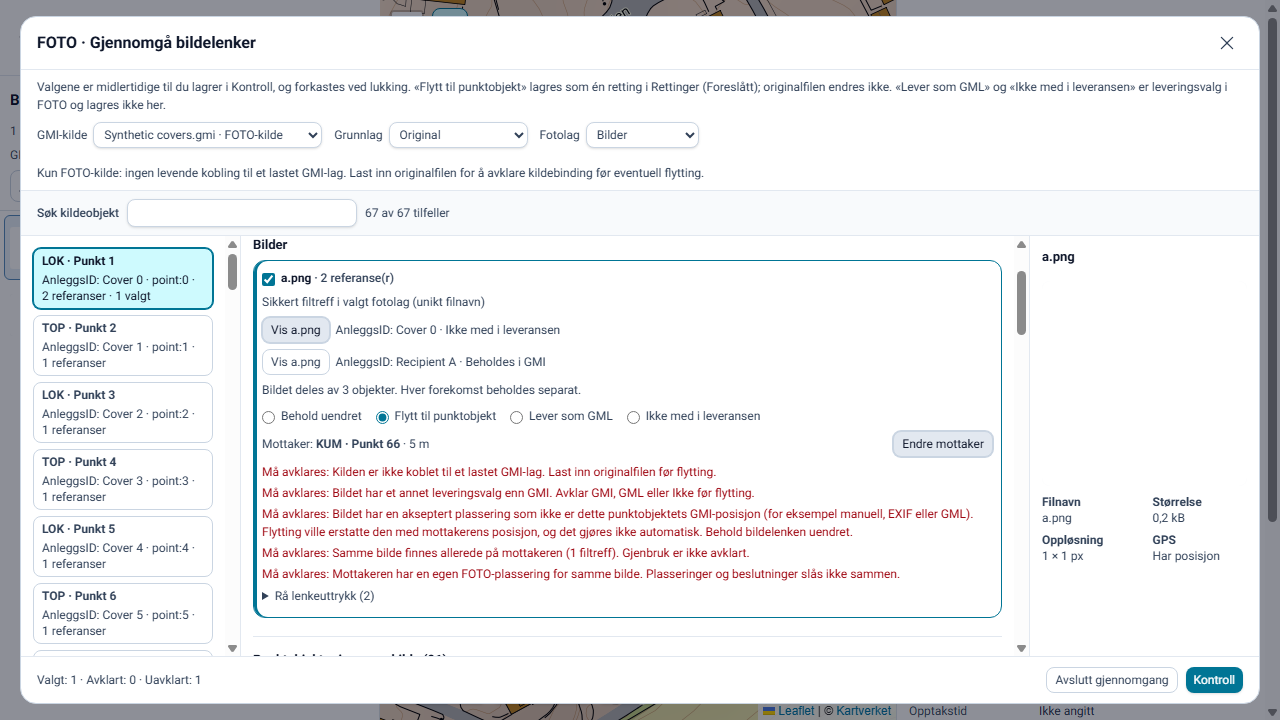 FOTO · Gjennomgå bildelenker
Valgene er midlertidige til du lagrer i Kontroll, og forkastes ved lukking. «Flytt til punktobjekt» lagres som én retting i Rettinger (Foreslått); originalfilen endres ikke. «Lever som GML» og «Ikke med i leveransen» er leveringsvalg i
FOTO og lagres ikke her.
GMI-kilde Synthetic covers.gmi · FOTO-kilde Grunnlag Original Fotolag Bilder
Kun FOTO-kilde: ingen levende kobling til et lastet GMI-lag. Last inn originalfilen for å avklare kildebinding før eventuell flytting.
Søk kildeobjekt 67 av 67 tilfeller
LOK · Punkt 1
AnleggsID: Cover 0 · point:0 ·
2 referanser · 1 valgt
TOP · Punkt 2
AnleggsID: Cover 1 · point:1 ·
1 referanser
LOK · Punkt 3
AnleggsID: Cover 2 · point:2 ·
1 referanser
TOP · Punkt 4
AnleggsID: Cover 3 · point:3 ·
1 referanser
LOK · Punkt 5
AnleggsID: Cover 4 · point:4 ·
1 referanser
TOP · Punkt 6
AnleggsID: Cover 5 · point:5 ·
1 referanser
Bilder
a.png · 2 referanse(r)
Sikkert filtreff i valgt fotolag (unikt filnavn)
Vis a.png AnleggsID: Cover 0 · Ikke med i leveransen
Vis a.png AnleggsID: Recipient A · Beholdes i GMI
Bildet deles av 3 objekter. Hver forekomst beholdes separat.
Behold uendret Flytt til punktobjekt Lever som GML Ikke med i leveransen
Mottaker: KUM · Punkt 66 · 5 m Endre mottaker
Må avklares: Kilden er ikke koblet til et lastet GMI-lag. Last inn originalfilen før flytting.
Må avklares: Bildet har et annet leveringsvalg enn GMI. Avklar GMI, GML eller Ikke før flytting.
Må avklares: Bildet har en akseptert plassering som ikke er dette punktobjektets GMI-posisjon (for eksempel manuell, EXIF eller GML).
Flytting ville erstatte den med mottakerens posisjon, og det gjøres ikke automatisk. Behold bildelenken uendret.
Må avklares: Samme bilde finnes allerede på mottakeren (1 filtreff). Gjenbruk er ikke avklart.
Må avklares: Mottakeren har en egen FOTO-plassering for samme bilde. Plasseringer og beslutninger slås ikke sammen.
Rå lenkeuttrykk (2)
a.png
Filnavn Størrelse
a.png 0,2 kB
Oppløsning GPS
1 × 1 px Har posisjon
Valgt: 1 · Avklart: 0 · Uavklart: 1
Avslutt gjennomgang Kontroll
Leaflet | © Kartverket Opptakstid Ikke angitt